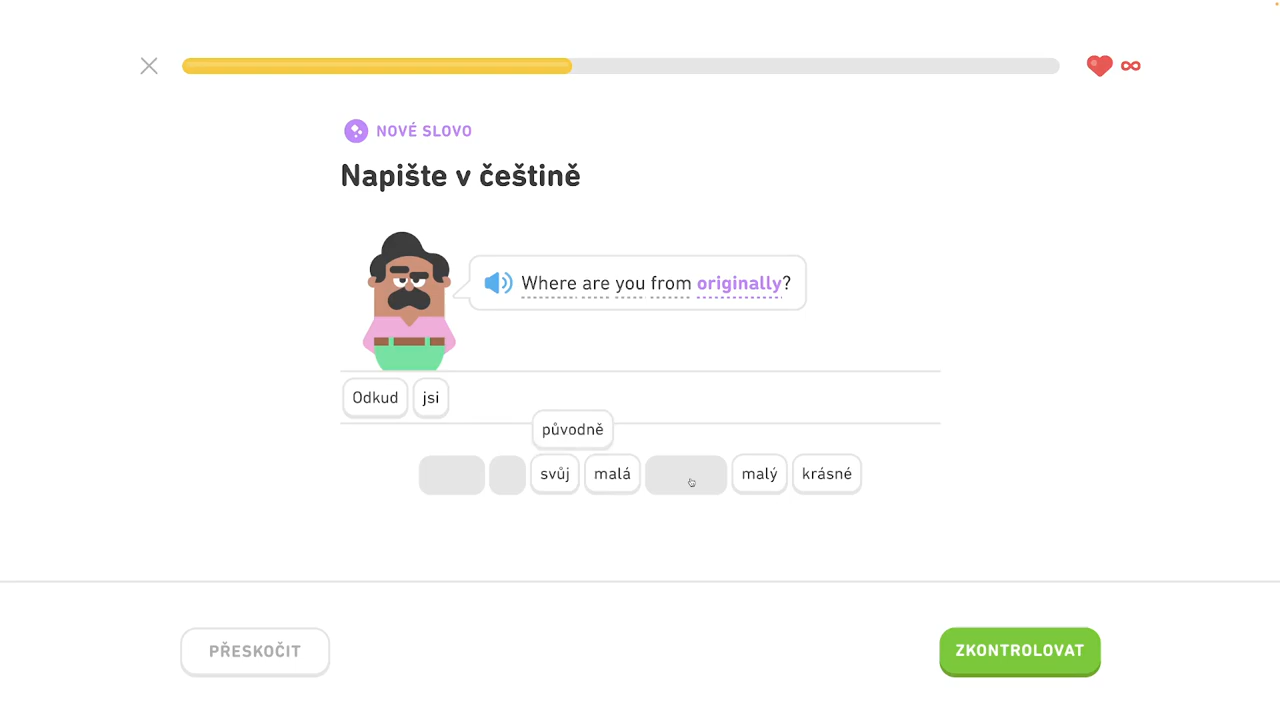 NOVÉ SLOVO
Napište v češtině
Where are you from originally?
Odkud jsi
původně
svůj malá malý krásné
PŘESKOČIT
ZKONTROLOVAT